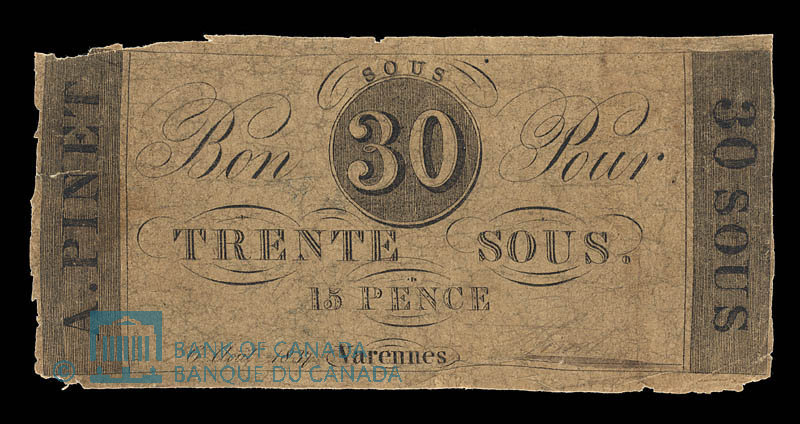 A. PINET
SOUS
30
Bon Pour
TRENTE SOUS.
15 PENCE
Varennes
30 SOUS
© BANK OF CANADA
BANQUE DU CANADA